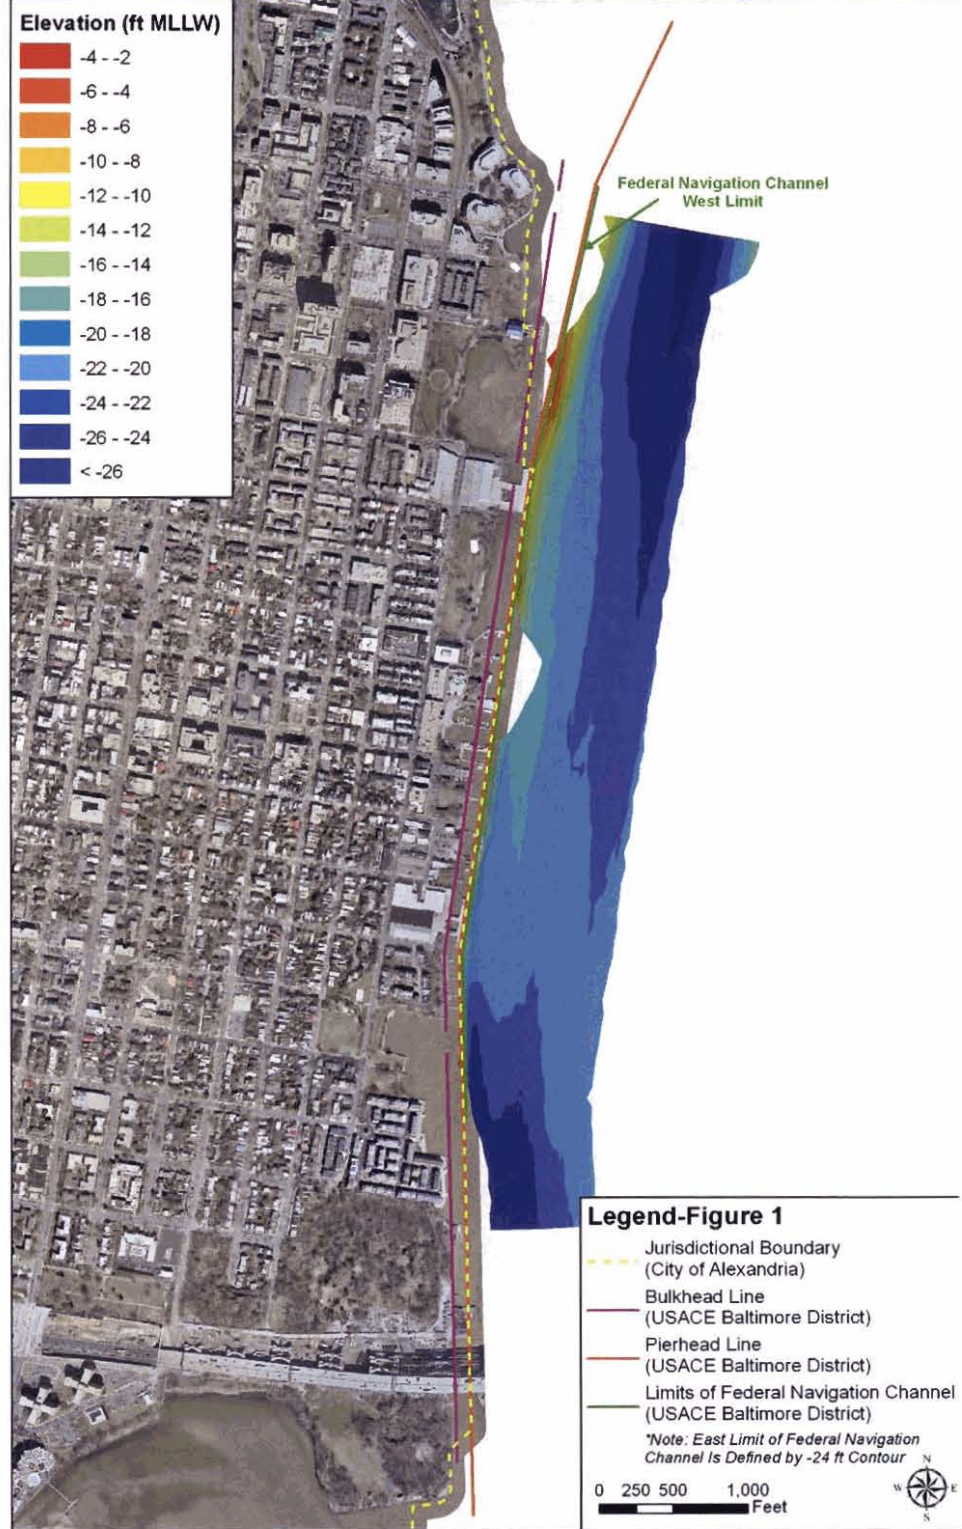 Elevation (ft MLLW)
-4 - -2
-6 - -4
-8 - -6
-10 - -8
-12 - -10
-14 - -12
-16 - -14
-18 - -16
-20 - -18
-22 - -20
-24 - -22
-26 - -24
< -26
Federal Navigation Channel
West Limit
Legend-Figure 1
Jurisdictional Boundary
(City of Alexandria)
Bulkhead Line
(USACE Baltimore District)
Pierhead Line
(USACE Baltimore District)
Limits of Federal Navigation Channel
(USACE Baltimore District)
*Note: East Limit of Federal Navigation
Channel Is Defined by -24 ft Contour
N
W E
S
0 250 500 1,000
Feet